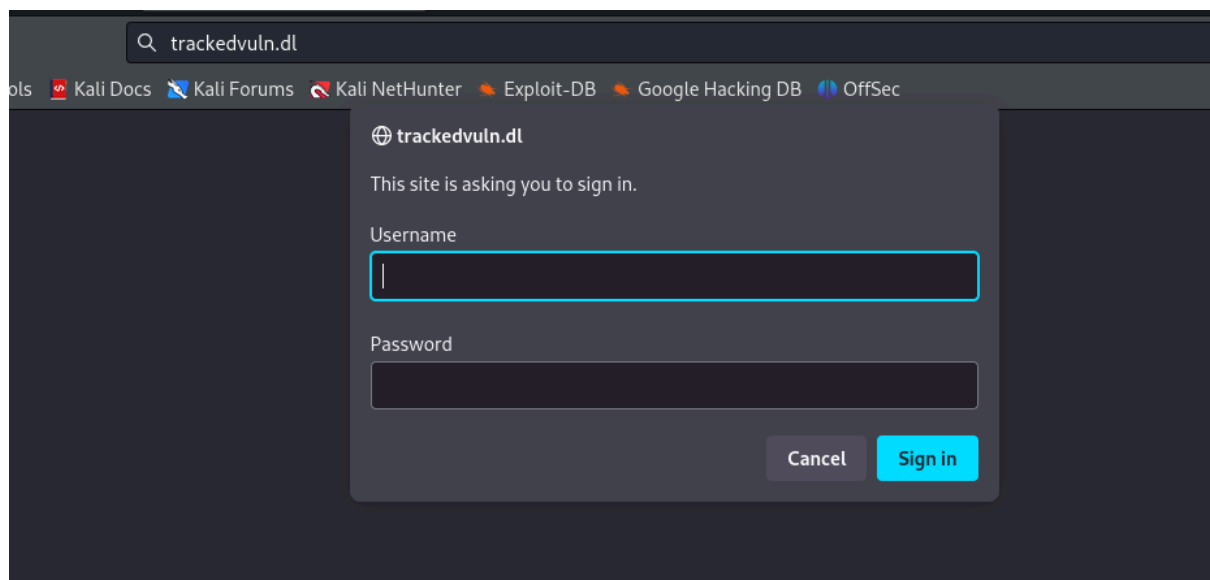 trackedvuln.dl
ols Kali Docs Kali Forums Kali NetHunter Exploit-DB Google Hacking DB OffSec
trackedvuln.dl
This site is asking you to sign in.
Username
Password
Cancel Sign in